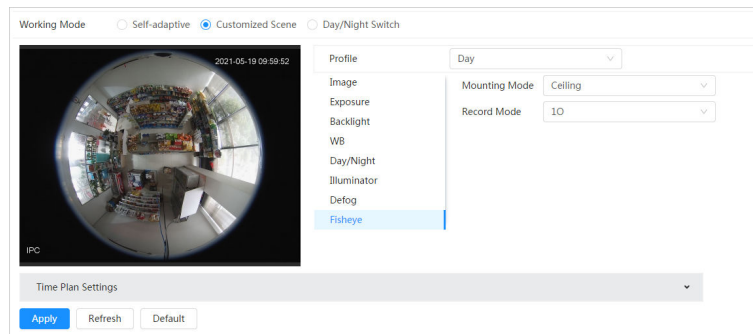 Working Mode Self-adaptive Customized Scene Day/Night Switch
2021-05-19 09:59:52
IPC
Profile Day
Image
Exposure
Backlight
WB
Day/Night
Illuminator
Defog
Fisheye
Mounting Mode Ceiling
Record Mode 1O
Time Plan Settings
Apply Refresh Default